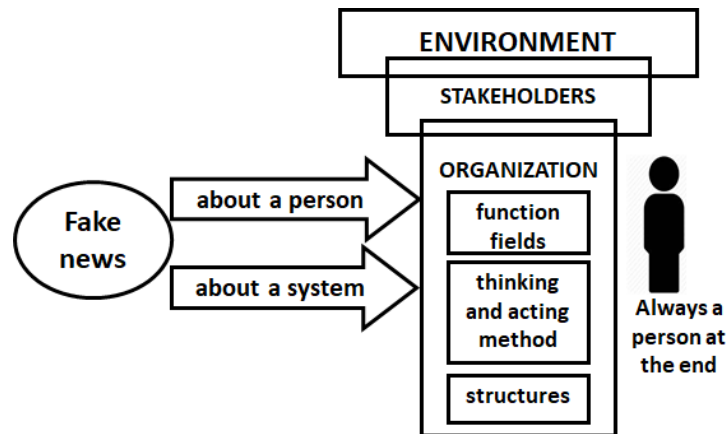 ENVIRONMENT
STAKEHOLDERS
ORGANIZATION
about a person
function
fields
Fake
news
about a system
thinking
and acting
method
Always a
person at
the end
structures